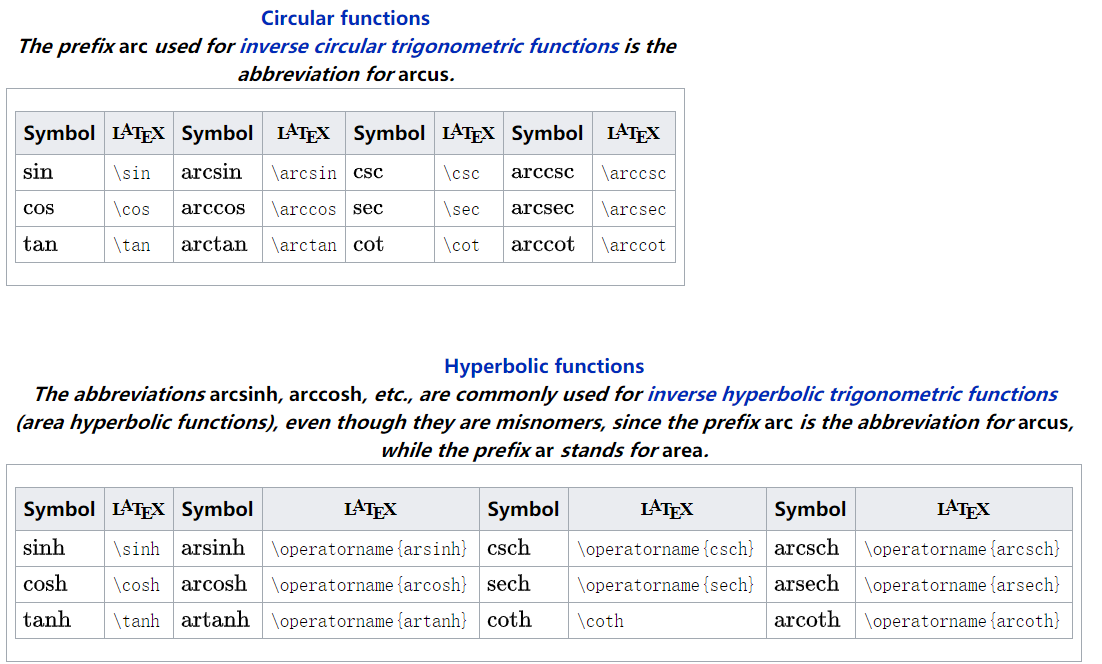 Circular functions
The prefix arc used for inverse circular trigonometric functions is the
abbreviation for arcus.
Symbol LATEX Symbol LATEX Symbol LATEX Symbol LATEX
sin \sin arcsin \arcsin csc \csc arccsc \arccsc
cos \cos arccos \arccos sec \sec arcsec \arcsec
tan \tan arctan \arctan cot \cot arccot \arccot
Hyperbolic functions
The abbreviations arcsinh, arccosh, etc., are commonly used for inverse hyperbolic trigonometric functions
(area hyperbolic functions), even though they are misnomers, since the prefix arc is the abbreviation for arcus,
while the prefix ar stands for area.
Symbol LATEX Symbol LATEX Symbol LATEX Symbol LATEX
sinh \sinh arsinh \operatorname{arsinh} csch \operatorname{csch} arcsch \operatorname{arcsch}
cosh \cosh arcosh \operatorname{arcosh} sech \operatorname{sech} arsech \operatorname{arsech}
tanh \tanh artanh \operatorname{artanh} coth \coth arcoth \operatorname{arcoth}